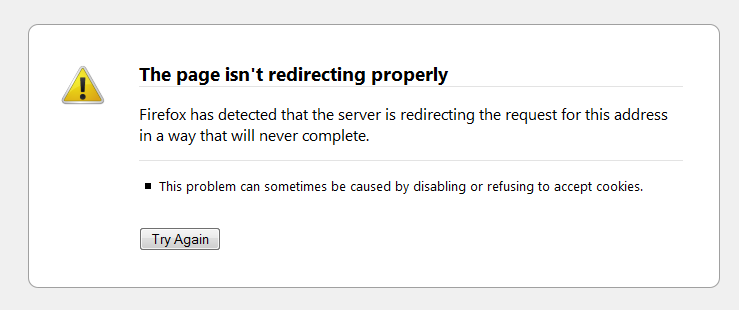 The page isn't redirecting properly
Firefox has detected that the server is redirecting the request for this address
in a way that will never complete.
This problem can sometimes be caused by disabling or refusing to accept cookies.
Try Again